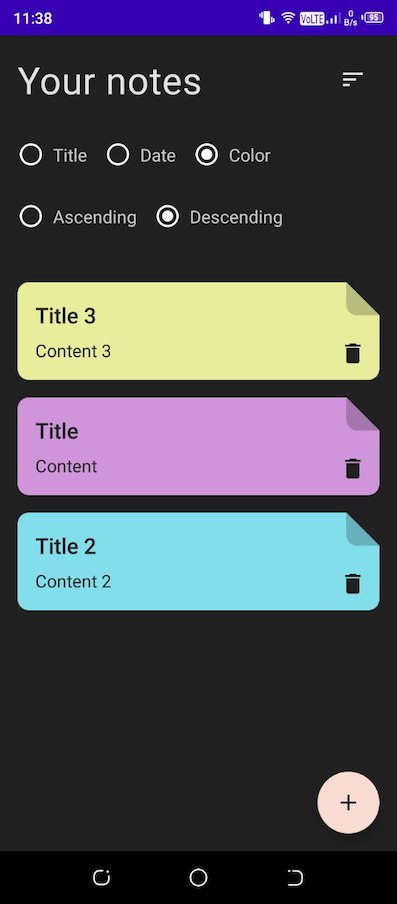 11:38 VoLTE 0 B/s 95
Your notes
Title Date Color
Ascending Descending
Title 3
Content 3
Title
Content
Title 2
Content 2